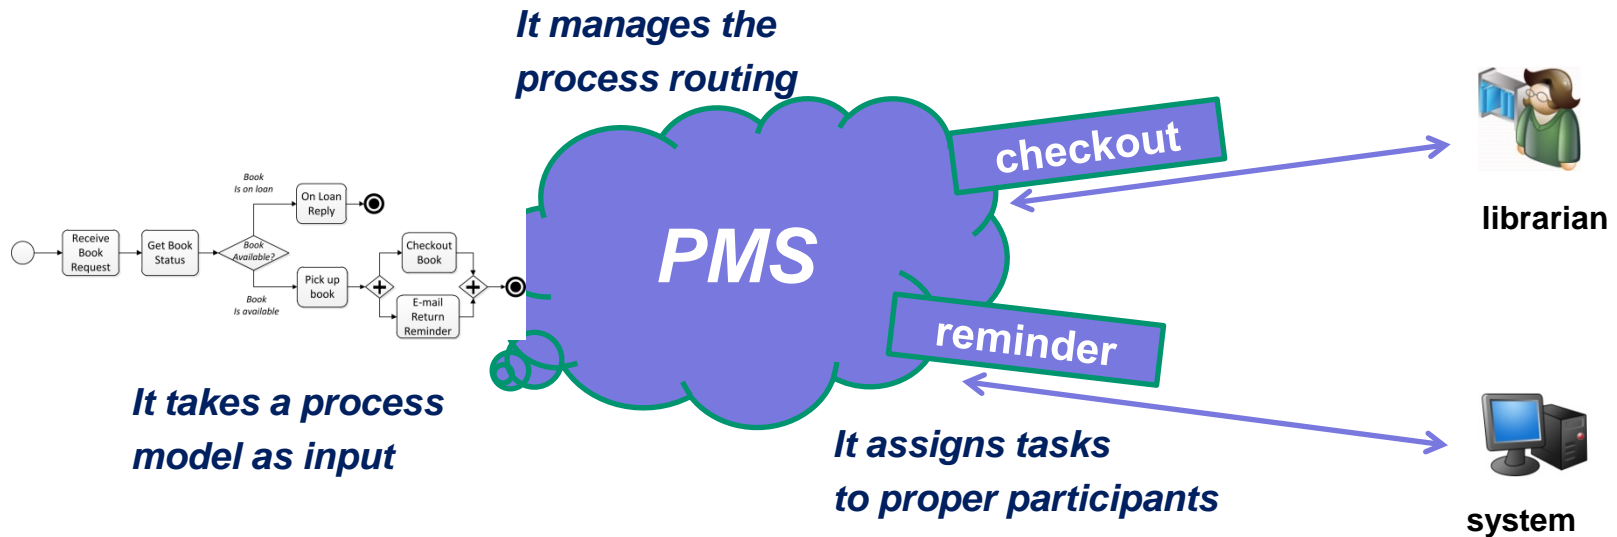 It manages the
process routing
checkout
librarian
Book
Is on loan
On Loan
Reply
Receive
Book
Request
Get Book
Status
Book
Available?
Checkout
Book
Pick up
book
E-mail
Return
Reminder
Book
Is available
PMS
reminder
It takes a process
model as input
It assigns tasks
to proper participants
system